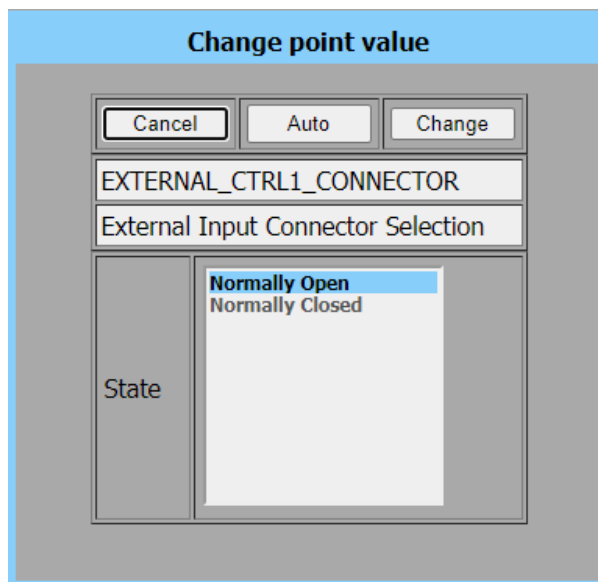 Change point value
Cancel Auto Change
EXTERNAL_CTRL1_CONNECTOR
External Input Connector Selection
Normally Open
Normally Closed
State